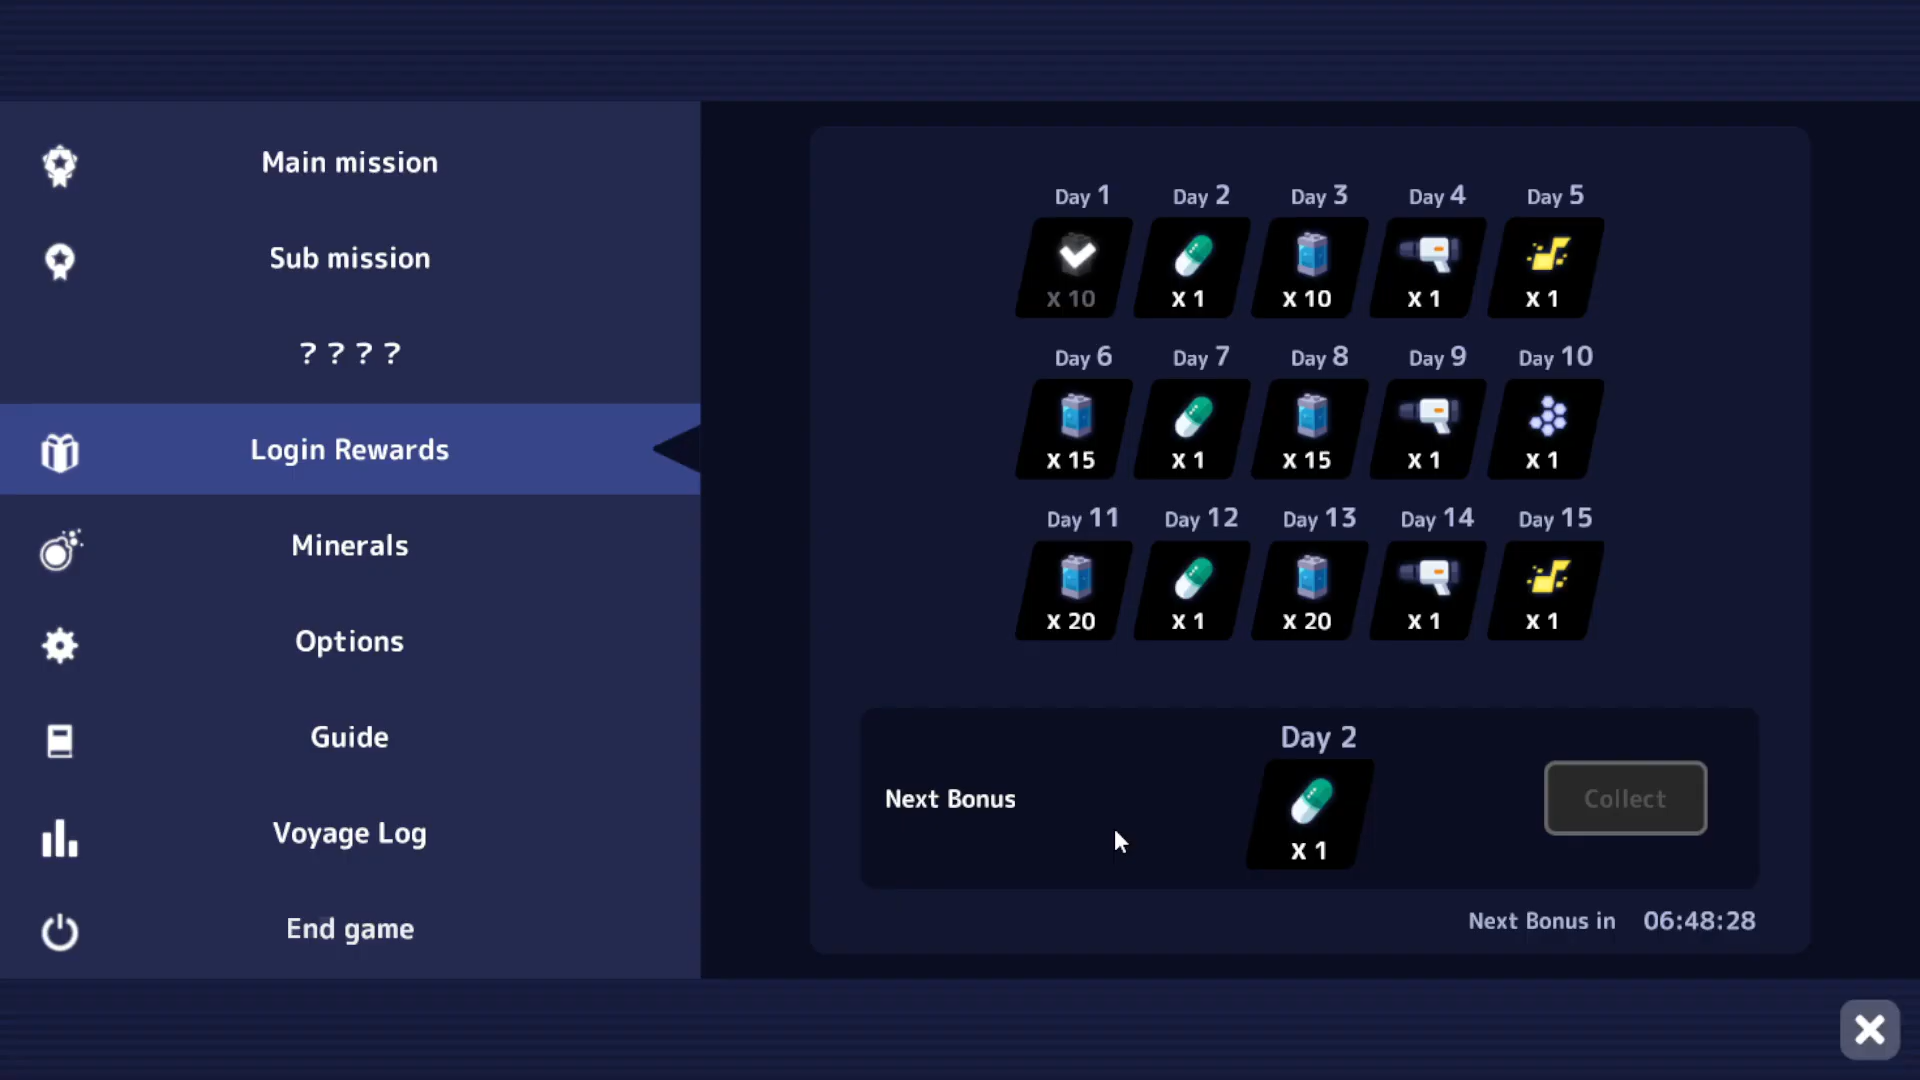 Main mission
Sub mission
? ? ? ?
Login Rewards
Minerals
Options
Guide
Voyage Log
End game
Day 1 Day 2 Day 3 Day 4 Day 5
x 10 x 1 x 10 x 1 x 1
Day 6 Day 7 Day 8 Day 9 Day 10
x 15 x 1 x 15 x 1 x 1
Day 11 Day 12 Day 13 Day 14 Day 15
x 20 x 1 x 20 x 1 x 1
Day 2
Next Bonus
x 1
Collect
Next Bonus in 06:48:28